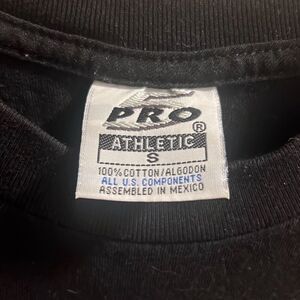 PRO
®
ATHLETIC
S
100% COTTON/ALGODON
ALL U.S. COMPONENTS
ASSEMBLED IN MEXICO